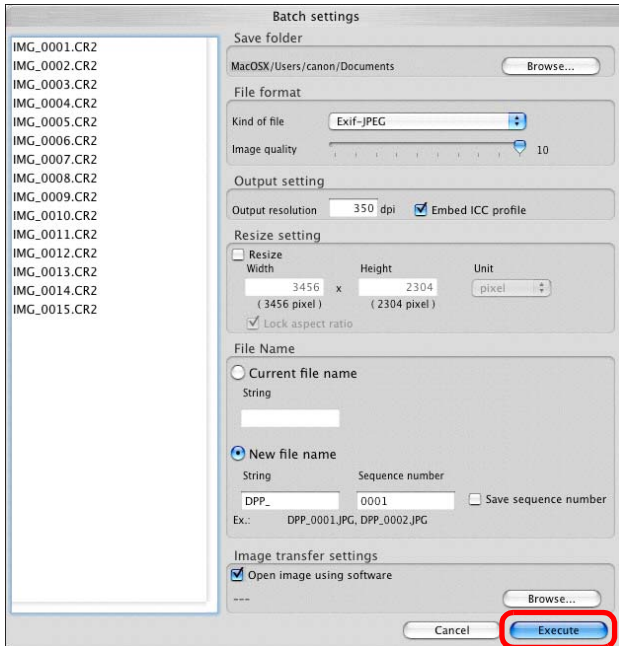 Batch settings
IMG_0001.CR2
IMG_0002.CR2
IMG_0003.CR2
IMG_0004.CR2
IMG_0005.CR2
IMG_0006.CR2
IMG_0007.CR2
IMG_0008.CR2
IMG_0009.CR2
IMG_0010.CR2
IMG_0011.CR2
IMG_0012.CR2
IMG_0013.CR2
IMG_0014.CR2
IMG_0015.CR2
Save folder
MacOSX/Users/canon/Documents Browse...
File format
Kind of file Exif-JPEG
Image quality 10
Output setting
Output resolution 350 dpi Embed ICC profile
Resize setting
Resize
Width Height Unit
3456 x 2304 pixel
(3456 pixel) (2304 pixel)
Lock aspect ratio
File Name
Current file name
String
New file name
String Sequence number
DPP_ 0001 Save sequence number
Ex.: DPP_0001.JPG, DPP_0002.JPG
Image transfer settings
Open image using software
--- Browse...
Cancel Execute